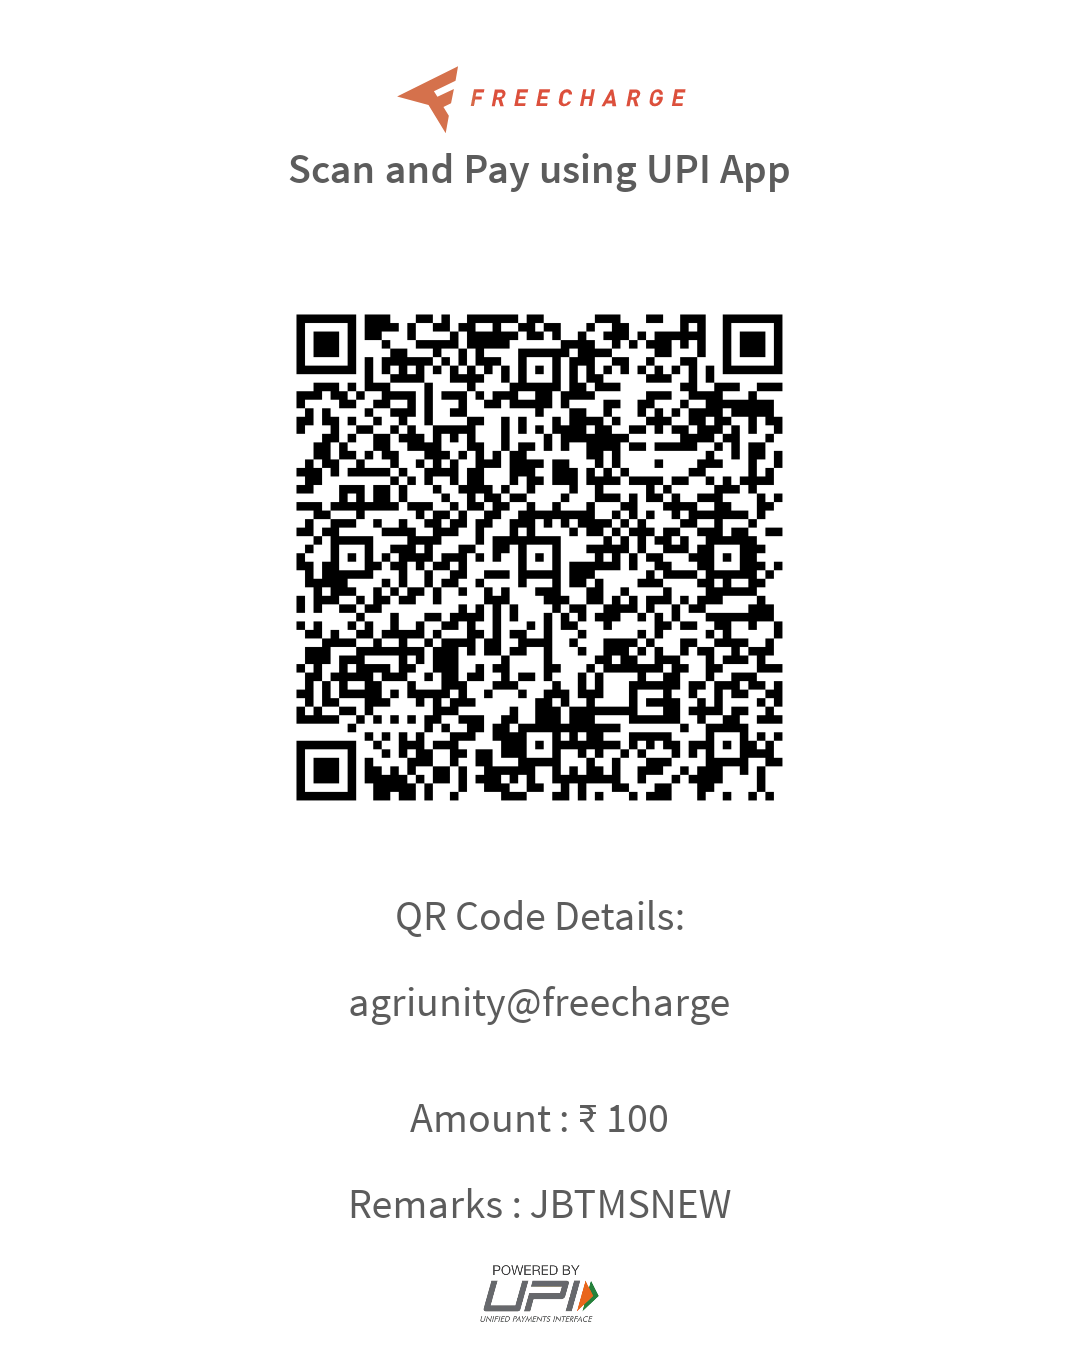 FREECHARGE
Scan and Pay using UPI App
QR Code Details:
agriunity@freecharge
Amount : ₹ 100
Remarks : JBTMSNEW
POWERED BY
UPI
UNIFIED PAYMENTS INTERFACE